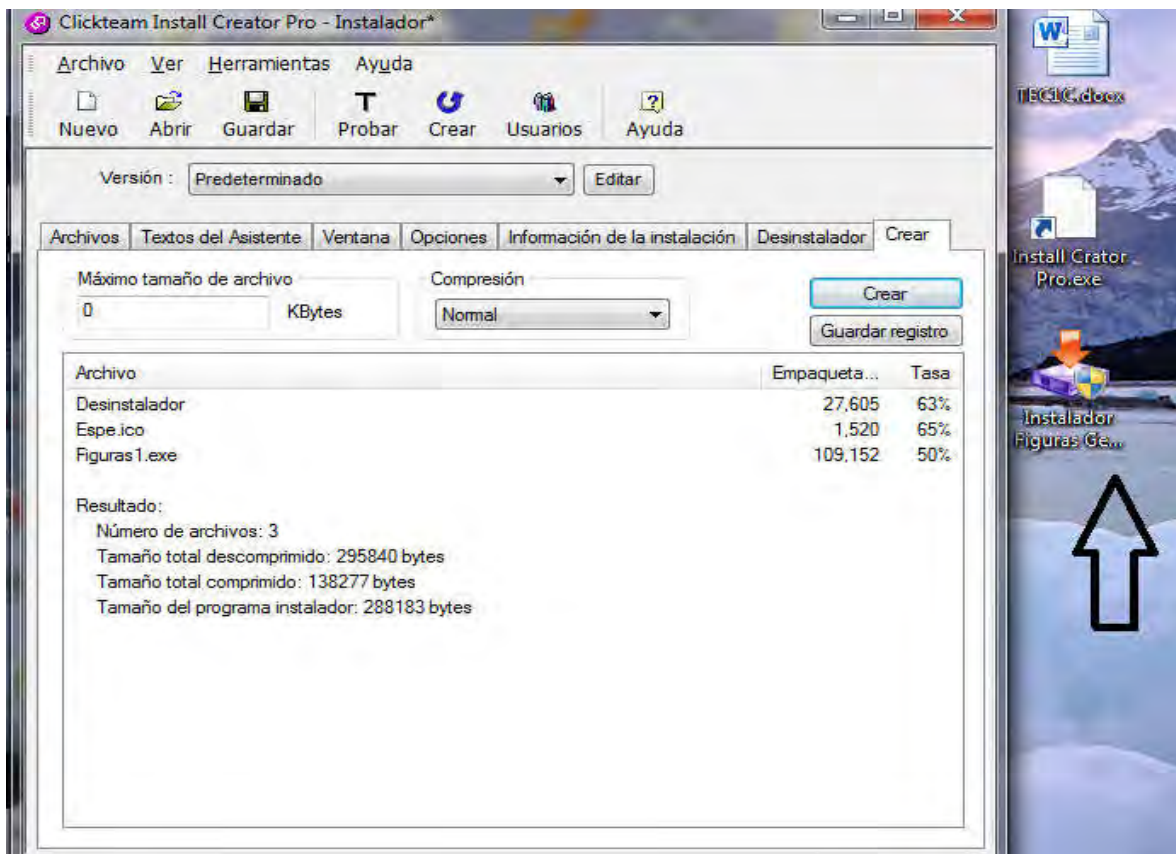 Clickteam Install Creator Pro - Instalador*
Archivo Ver Herramientas Ayuda
Nuevo Abrir Guardar Probar Crear Usuarios Ayuda
Versión : Predeterminado Editar
Archivos Textos del Asistente Ventana Opciones Información de la instalación Desinstalador Crear
Máximo tamaño de archivo Compresión
0 KBytes Normal Crear
Guardar registro
Archivo Empaqueta... Tasa
Desinstalador 27,605 63%
Espe.ico 1,520 65%
Figuras1.exe 109,152 50%
Resultado:
Número de archivos: 3
Tamaño total descomprimido: 295840 bytes
Tamaño total comprimido: 138277 bytes
Tamaño del programa instalador: 288183 bytes
TEC1C.docx
Install Crator
Pro.exe
Instalador
Figuras Ge...